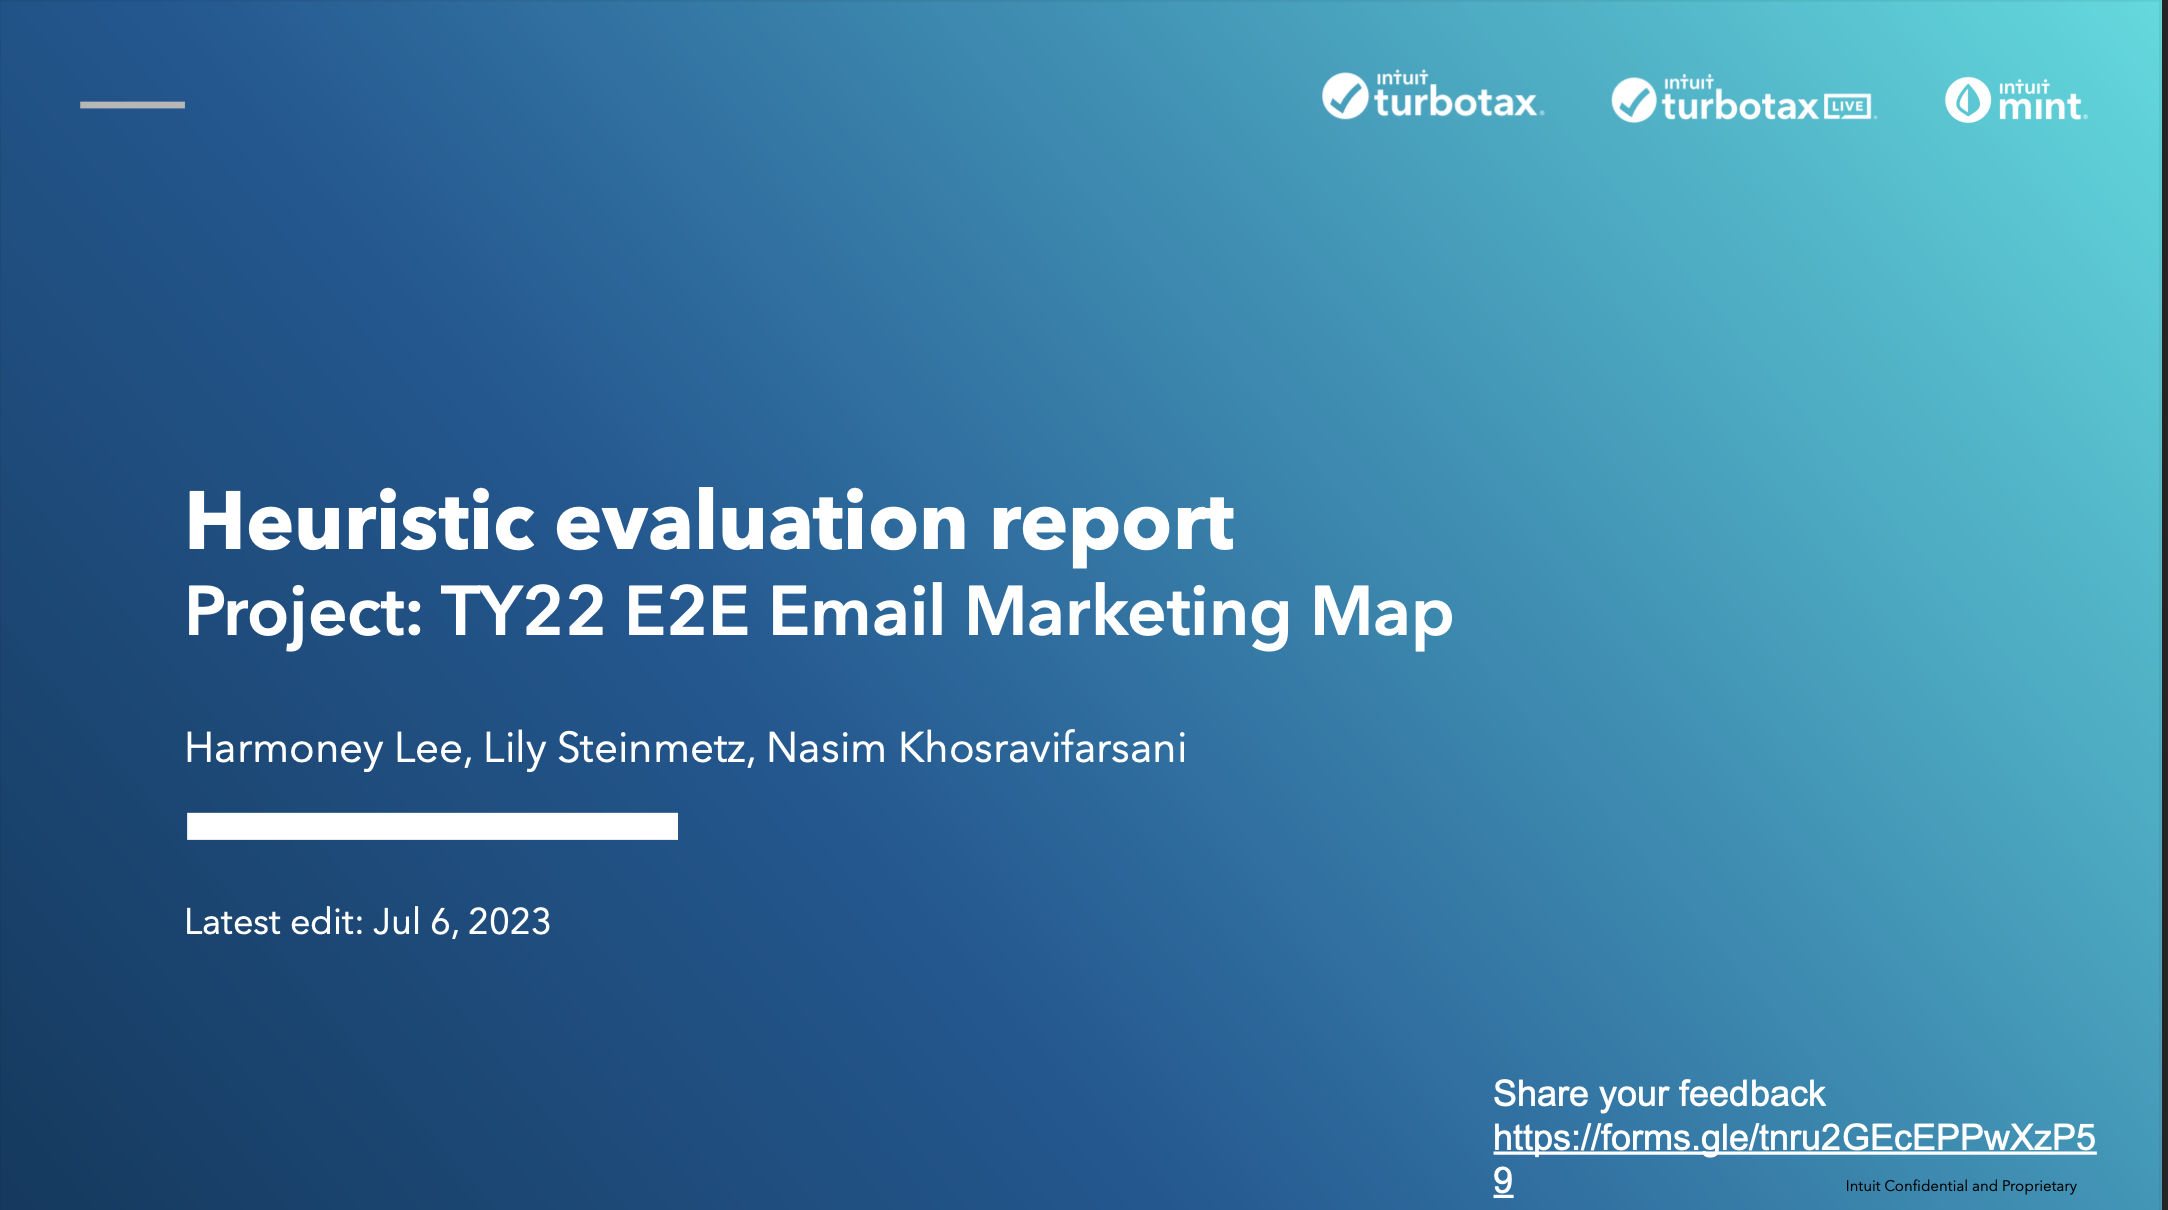 intuit
turbotax
intuit
turbotax LIVE
intuit
mint
Heuristic evaluation report
Project: TY22 E2E Email Marketing Map
Harmoney Lee, Lily Steinmetz, Nasim Khosravifarsani
Latest edit: Jul 6, 2023
Share your feedback
https://forms.gle/tnru2GEcEPPwXzP5
9
Intuit Confidential and Proprietary